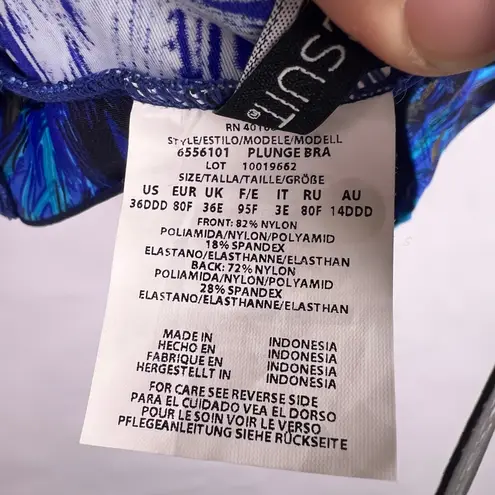 SUIT®
STYLE/ESTILO/MODELE/MODELL
6556101 PLUNGE BRA
LOT 10019662
SIZE/TALLA/TAILLE/GRÖßE
US EUR UK F/E IT RU AU
36DDD 80F 36E 95F 3E 80F 14DDD
FRONT: 82% NYLON
POLIAMIDA/NYLON/POLYAMID
18% SPANDEX
ELASTANO/ELASTHANNE/ELASTHAN
BACK: 72% NYLON
POLIAMIDA/NYLON/POLYAMID
28% SPANDEX
ELASTANO/ELASTHANNE/ELASTHAN
MADE IN INDONESIA
HECHO EN INDONESIA
FABRIQUE EN INDONESIA
HERGESTELLT IN INDONESIA
FOR CARE SEE REVERSE SIDE
PARA EL CUIDADO VEA EL DORSO
POUR LE SOIN VOIR LE VERSO
PFLEGEANLEITUNG SIEHE RÜCKSEITE